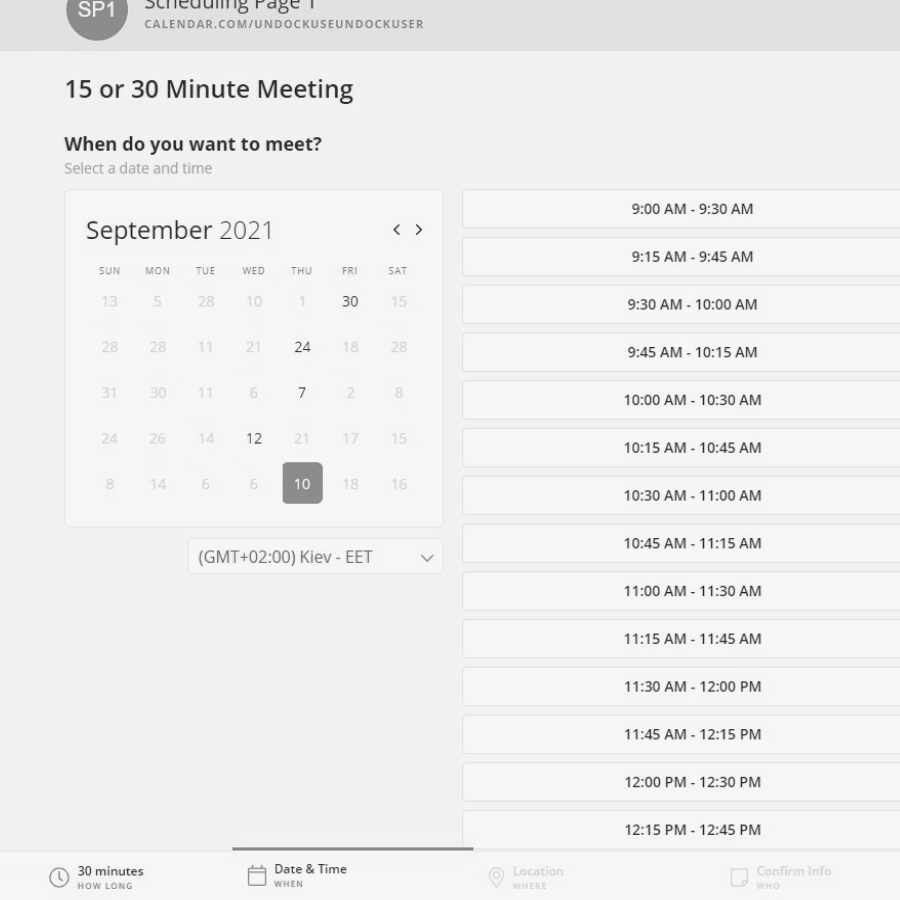 SP1
Scheduling Page 1
CALENDAR.COM/UNDOCKUSEUNDOCKUSER
15 or 30 Minute Meeting
When do you want to meet?
Select a date and time
September 2021
< >
SUN MON TUE WED THU FRI SAT
13 5 28 10 1 30 15
28 28 11 21 24 18 28
31 30 11 6 7 2 8
24 26 14 12 21 17 15
8 14 6 6 10 18 16
(GMT+02:00) Kiev - EET
9:00 AM - 9:30 AM
9:15 AM - 9:45 AM
9:30 AM - 10:00 AM
9:45 AM - 10:15 AM
10:00 AM - 10:30 AM
10:15 AM - 10:45 AM
10:30 AM - 11:00 AM
10:45 AM - 11:15 AM
11:00 AM - 11:30 AM
11:15 AM - 11:45 AM
11:30 AM - 12:00 PM
11:45 AM - 12:15 PM
12:00 PM - 12:30 PM
12:15 PM - 12:45 PM
30 minutes
HOW LONG
Date & Time
WHEN
Location
WHERE
Confirm Info
WHO